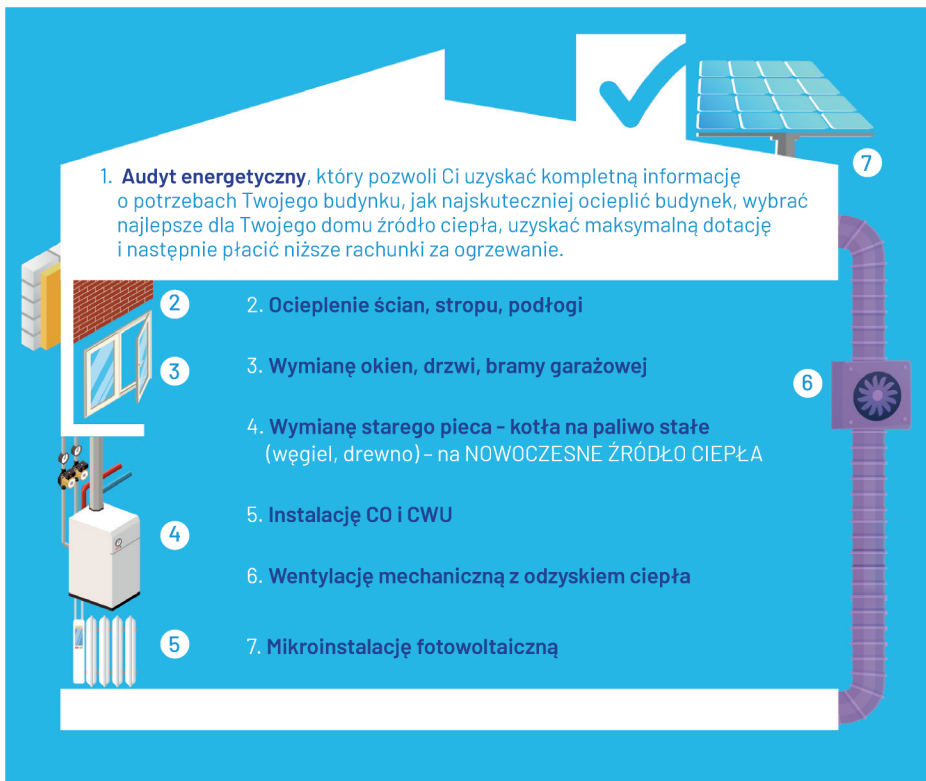 7
1. Audyt energetyczny, który pozwoli Ci uzyskać kompletną informację
o potrzebach Twojego budynku, jak najskuteczniej ocieplić budynek, wybrać
najlepsze dla Twojego domu źródło ciepła, uzyskać maksymalną dotację
i następnie płacić niższe rachunki za ogrzewanie.
2
2. Ocieplenie ścian, stropu, podłogi
3
3. Wymianę okien, drzwi, bramy garażowej
6
4. Wymianę starego pieca - kotła na paliwo stałe
(węgiel, drewno) – na NOWOCZESNE ŹRÓDŁO CIEPŁA
4
5. Instalację CO i CWU
6. Wentylację mechaniczną z odzyskiem ciepła
5
7. Mikroinstalację fotowoltaiczną